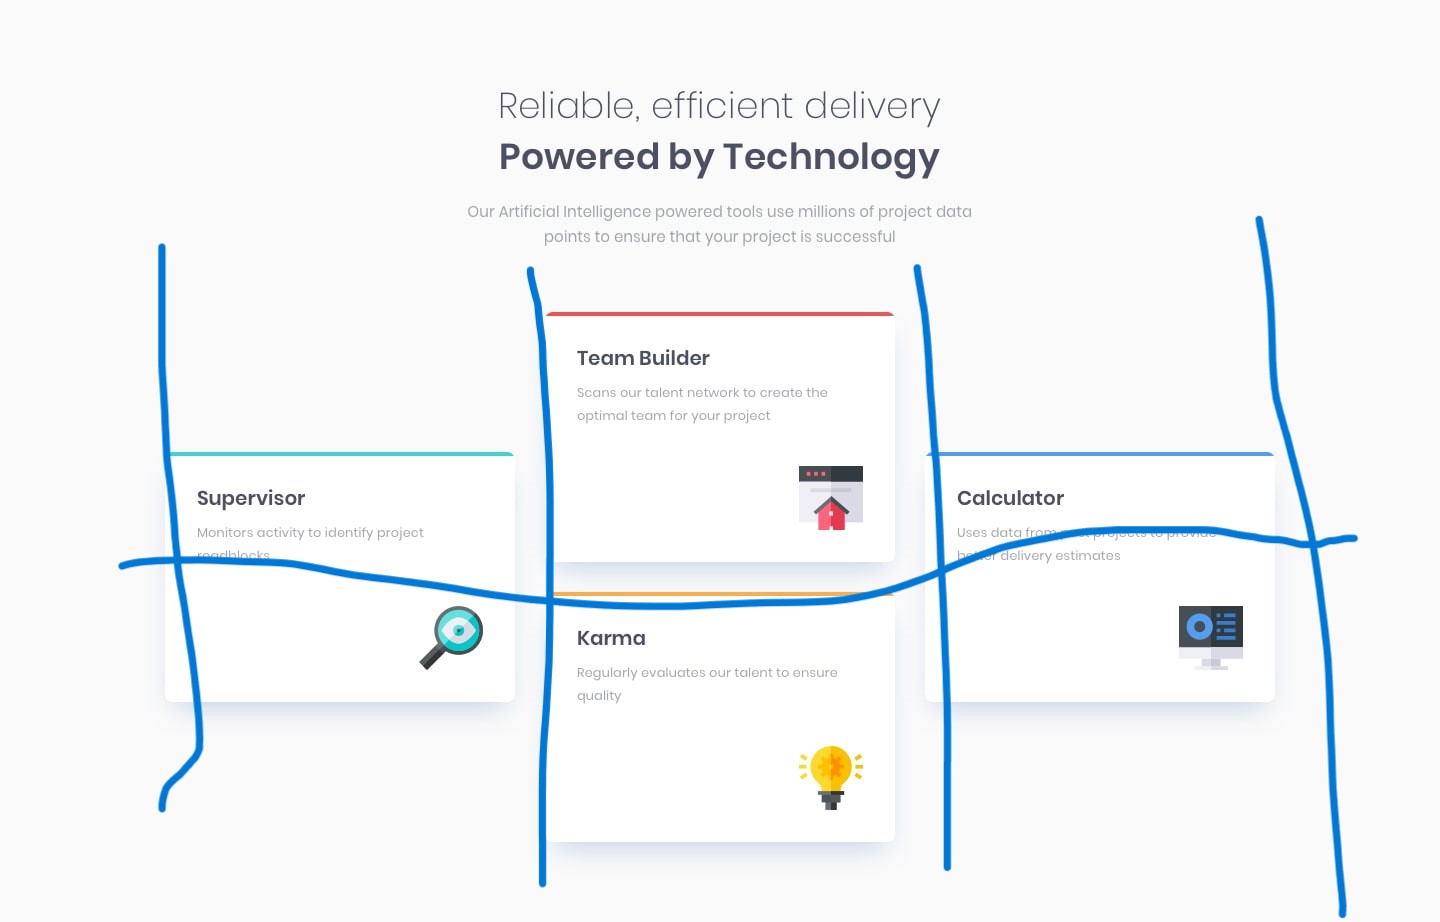 Reliable, efficient delivery
Powered by Technology
Our Artificial Intelligence powered tools use millions of project data
points to ensure that your project is successful
Team Builder
Scans our talent network to create the
optimal team for your project
Supervisor
Monitors activity to identify project
roadblocks
Calculator
Uses data from past projects to provide
better delivery estimates
Karma
Regularly evaluates our talent to ensure
quality